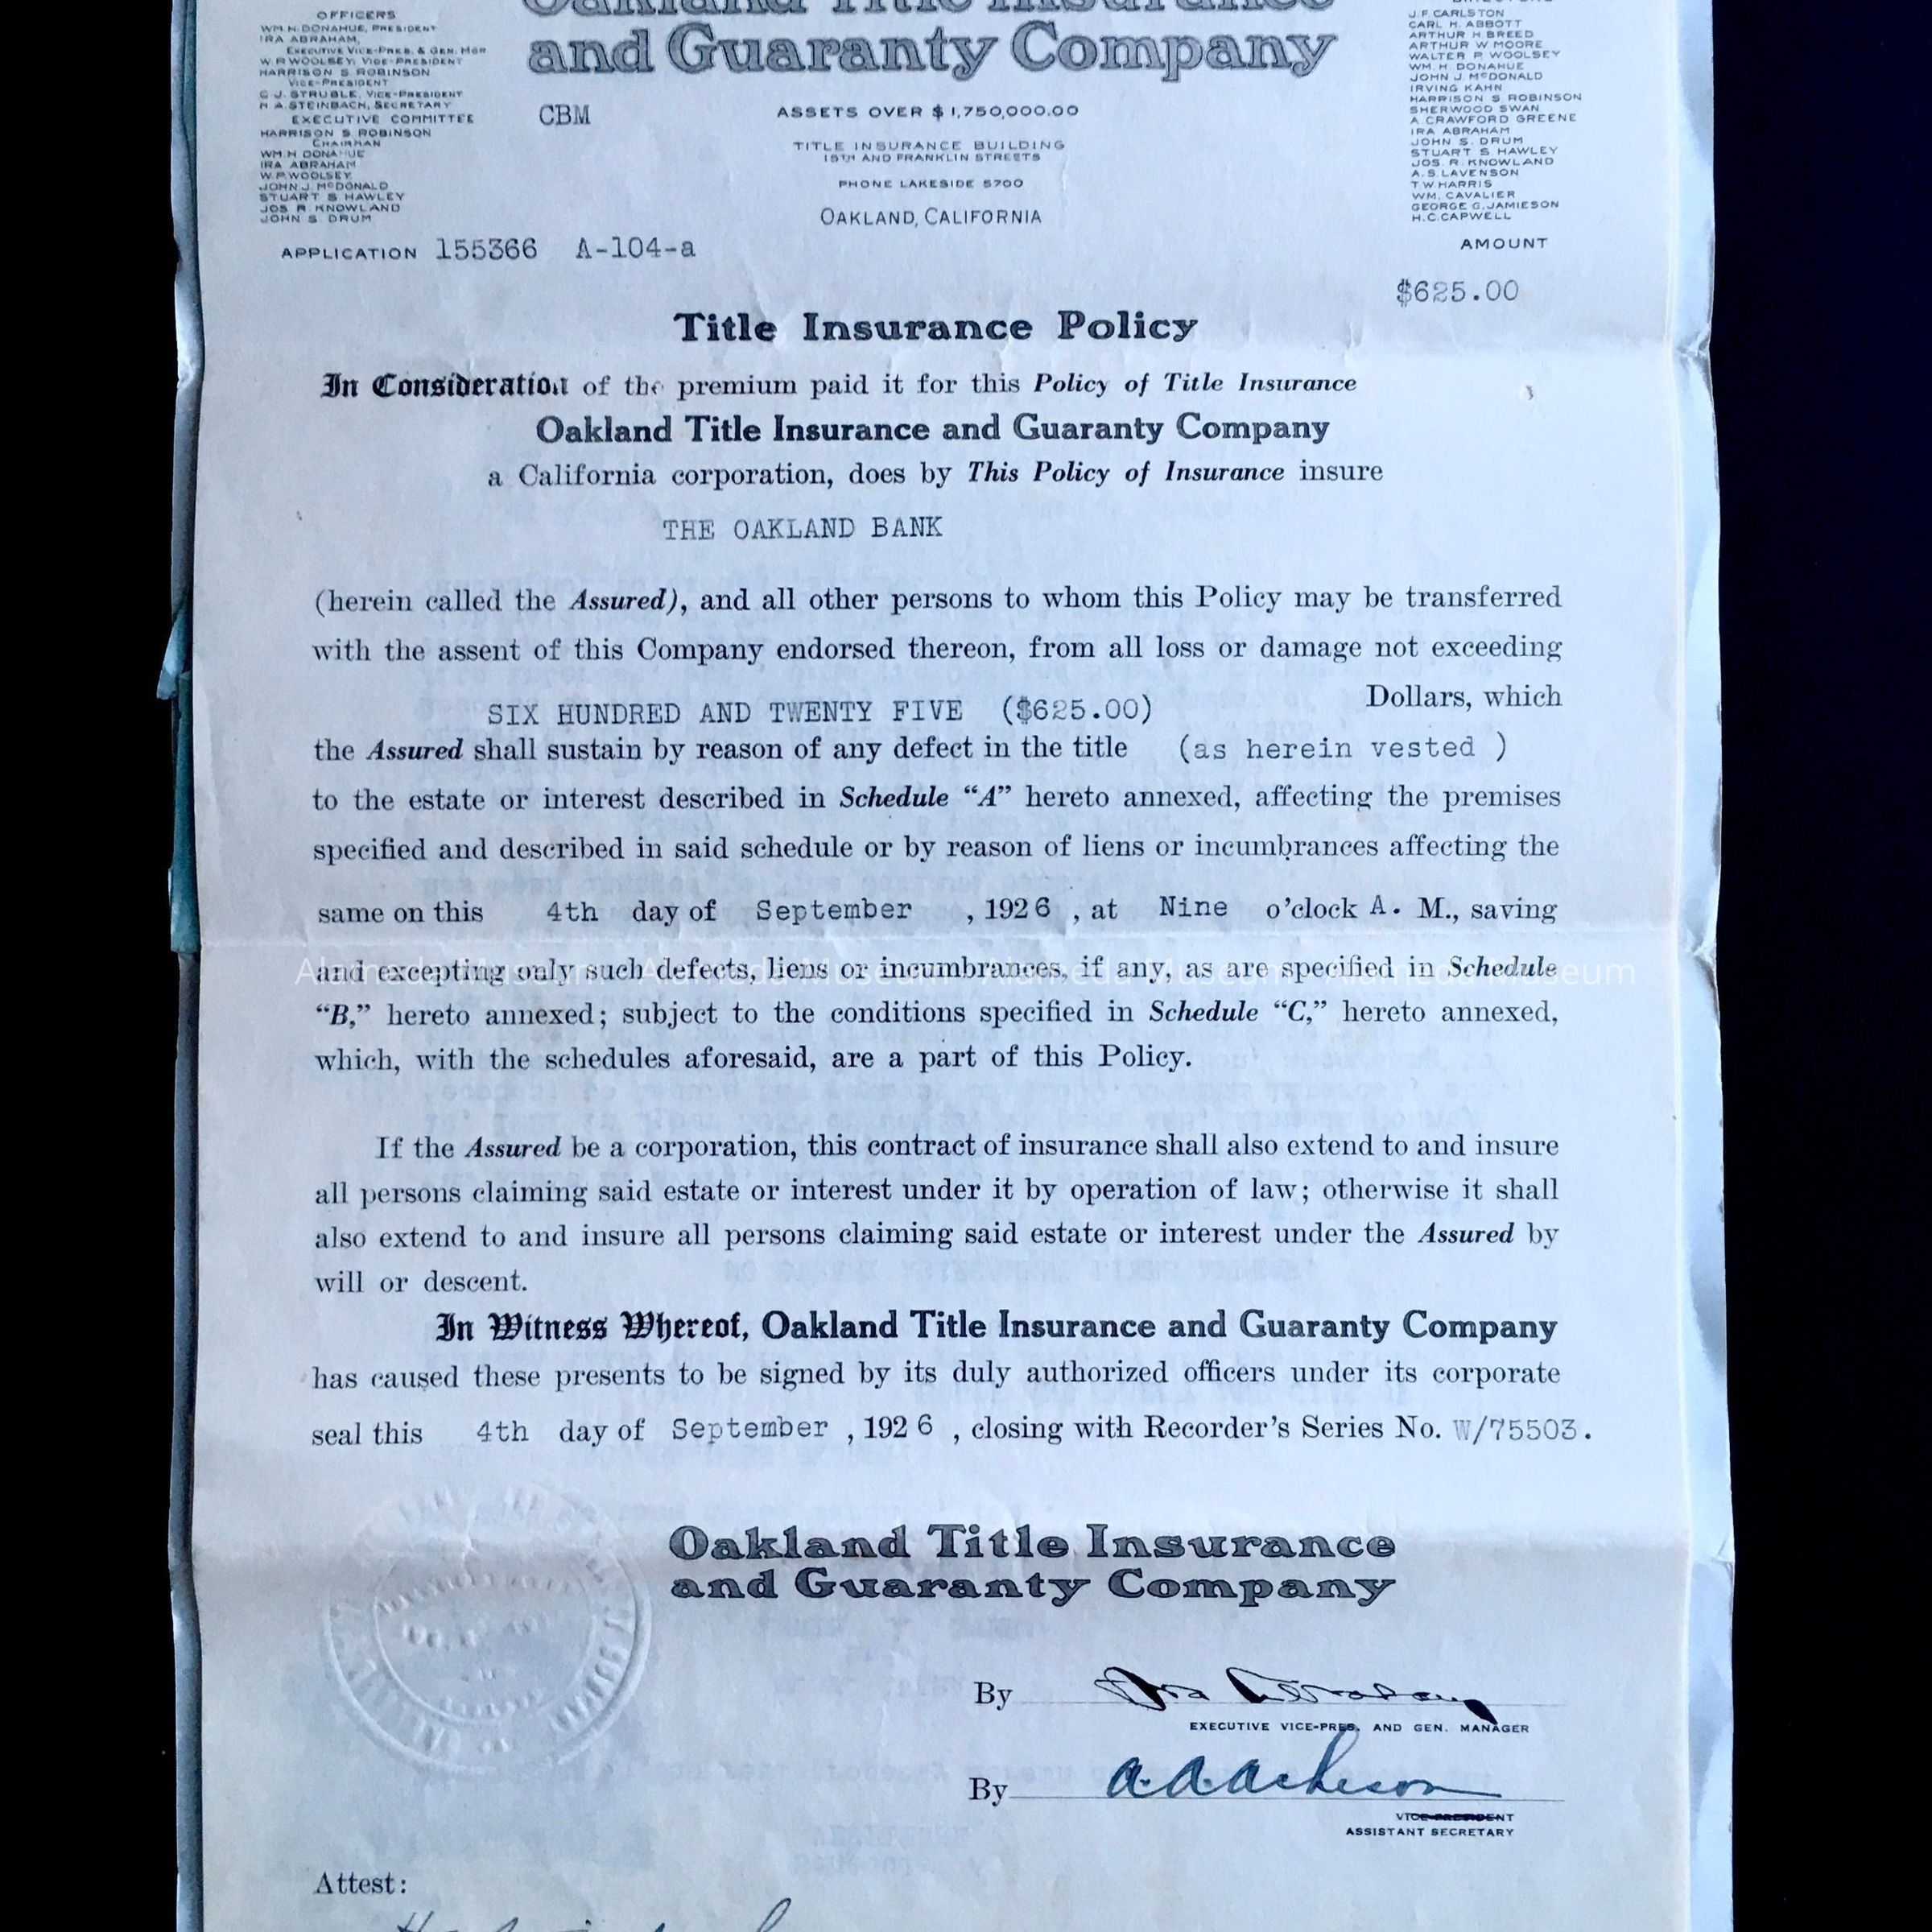 Oakland Title Insurance
and Guaranty Company
OFFICERS
WM. H. DONAHUE, PRESIDENT
IRA ABRAHAM,
EXECUTIVE VICE-PRES. & GEN. MGR
W. P. WOOLSEY, VICE-PRESIDENT
HARRISON S. ROBINSON
VICE-PRESIDENT
C. J. STRUBLE, VICE-PRESIDENT
H. A. STEINBACH, SECRETARY
EXECUTIVE COMMITTEE
HARRISON S. ROBINSON
CHAIRMAN
WM. H. DONAHUE
IRA ABRAHAM
W. P. WOOLSEY
JOHN J. McDONALD
STUART S. HAWLEY
JOS. R. KNOWLAND
JOHN S. DRUM
CBM
ASSETS OVER $1,750,000.00
TITLE INSURANCE BUILDING
15TH AND FRANKLIN STREETS
PHONE LAKESIDE 5700
OAKLAND, CALIFORNIA
J. F. CARLSTON
CARL H. ABBOTT
ARTHUR H. BREED
ARTHUR W. MOORE
WALTER P. WOOLSEY
WM. H. DONAHUE
JOHN J. McDONALD
IRVING KAHN
HARRISON S. ROBINSON
SHERWOOD SWAN
A. CRAWFORD GREENE
IRA ABRAHAM
JOHN S. DRUM
STUART S. HAWLEY
JOS. R. KNOWLAND
A. S. LAVENSON
T. W. HARRIS
WM. CAVALIER
GEORGE G. JAMIESON
H. C. CAPWELL
APPLICATION 155366 A-104-a
AMOUNT
$625.00
Title Insurance Policy
In Consideration of the premium paid it for this Policy of Title Insurance
Oakland Title Insurance and Guaranty Company
a California corporation, does by This Policy of Insurance insure
THE OAKLAND BANK
(herein called the Assured), and all other persons to whom this Policy may be transferred
with the assent of this Company endorsed thereon, from all loss or damage not exceeding
SIX HUNDRED AND TWENTY FIVE ($625.00) Dollars, which
the Assured shall sustain by reason of any defect in the title (as herein vested )
to the estate or interest described in Schedule “A” hereto annexed, affecting the premises
specified and described in said schedule or by reason of liens or incumbrances affecting the
same on this 4th day of September , 1926 , at Nine o’clock A. M., saving
and excepting only such defects, liens or incumbrances, if any, as are specified in Schedule
Alameda Museum Alameda Museum Alameda Museum Alameda Museum
“B,” hereto annexed; subject to the conditions specified in Schedule “C,” hereto annexed,
which, with the schedules aforesaid, are a part of this Policy.
If the Assured be a corporation, this contract of insurance shall also extend to and insure
all persons claiming said estate or interest under it by operation of law; otherwise it shall
also extend to and insure all persons claiming said estate or interest under the Assured by
will or descent.
In Witness Whereof, Oakland Title Insurance and Guaranty Company
has caused these presents to be signed by its duly authorized officers under its corporate
seal this 4th day of September , 1926 , closing with Recorder’s Series No. W/75503.
Oakland Title Insurance
and Guaranty Company
By Ira Abraham
EXECUTIVE VICE-PRES. AND GEN. MANAGER
By A. A. Acheson
VICE-PRESIDENT
ASSISTANT SECRETARY
Attest: